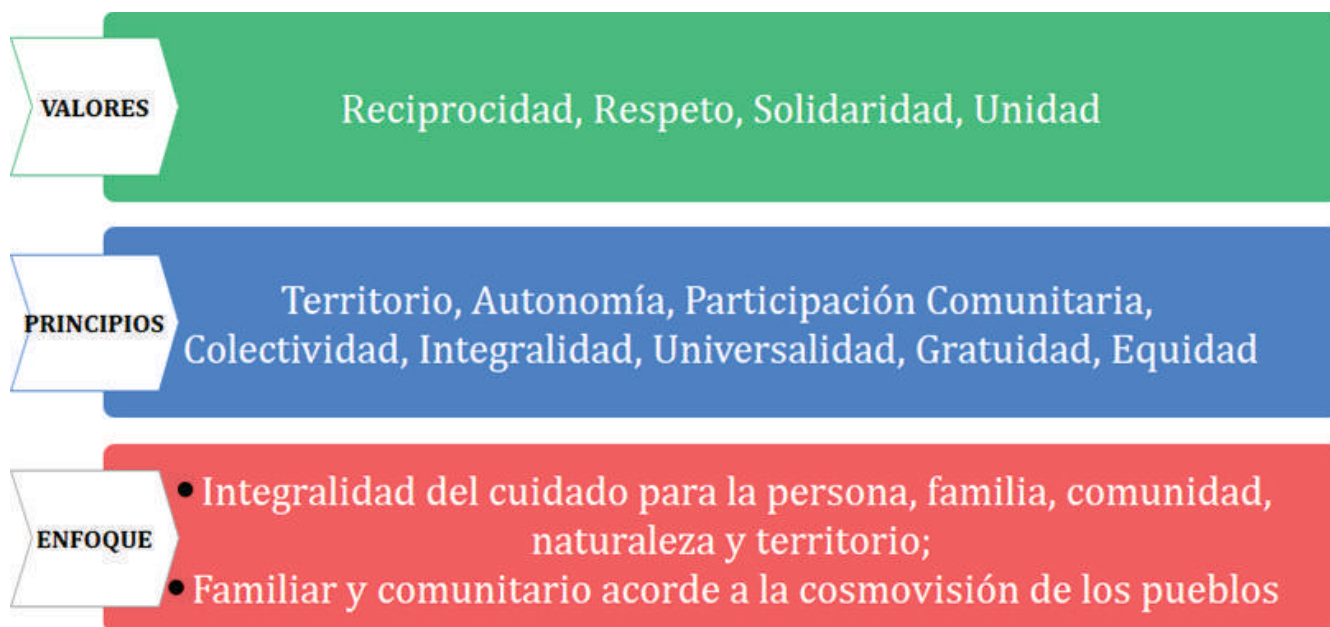 VALORES
Reciprocidad, Respeto, Solidaridad, Unidad
PRINCIPIOS
Territorio, Autonomía, Participación Comunitaria,
Colectividad, Integralidad, Universalidad, Gratuidad, Equidad
ENFOQUE
• Integralidad del cuidado para la persona, familia, comunidad,
naturaleza y territorio;
• Familiar y comunitario acorde a la cosmovisión de los pueblos